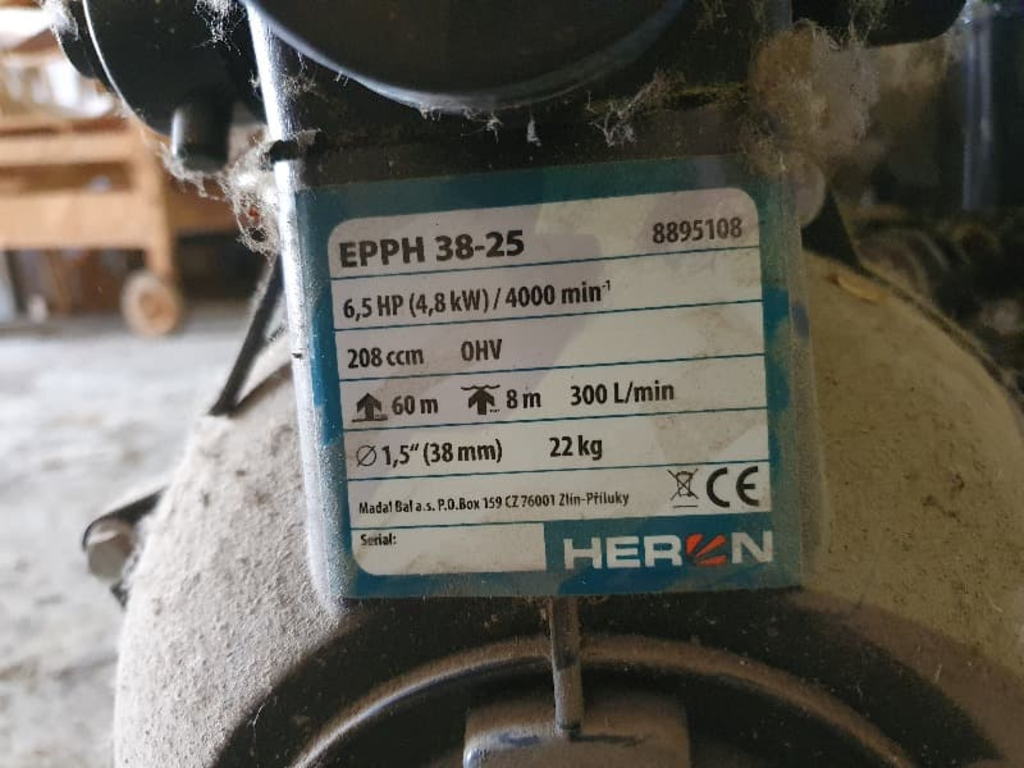 EPPH 38-25 8895108
6,5 HP (4,8 kW) / 4000 min⁻¹
208 ccm OHV
60 m 8 m 300 L/min
∅ 1,5“ (38 mm) 22 kg
Madal Bal a.s. P.O.Box 159 CZ 76001 Zlín-Příluky CE
Serial:
HERON